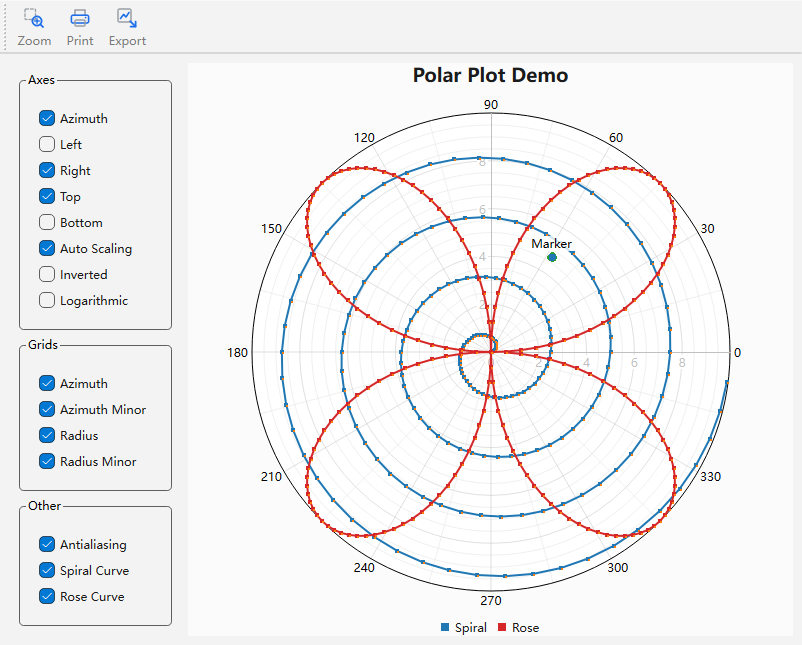 Zoom Print Export
Axes
Azimuth
Left
Right
Top
Bottom
Auto Scaling
Inverted
Logarithmic
Grids
Azimuth
Azimuth Minor
Radius
Radius Minor
Other
Antialiasing
Spiral Curve
Rose Curve
Polar Plot Demo
90
120 60
8
150 6 30
Marker
4
2
180 0
2 4 6 8
210 330
240 300
270
Spiral Rose